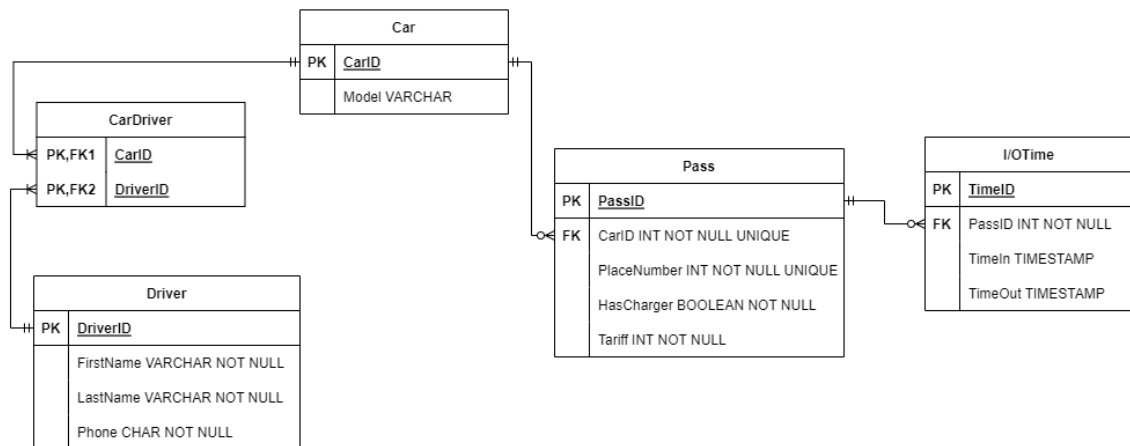 Car
PK CarID
Model VARCHAR
CarDriver
PK,FK1 CarID
PK,FK2 DriverID
Driver
PK DriverID
FirstName VARCHAR NOT NULL
LastName VARCHAR NOT NULL
Phone CHAR NOT NULL
Pass
PK PassID
FK CarID INT NOT NULL UNIQUE
PlaceNumber INT NOT NULL UNIQUE
HasCharger BOOLEAN NOT NULL
Tariff INT NOT NULL
I/OTime
PK TimeID
FK PassID INT NOT NULL
TimeIn TIMESTAMP
TimeOut TIMESTAMP